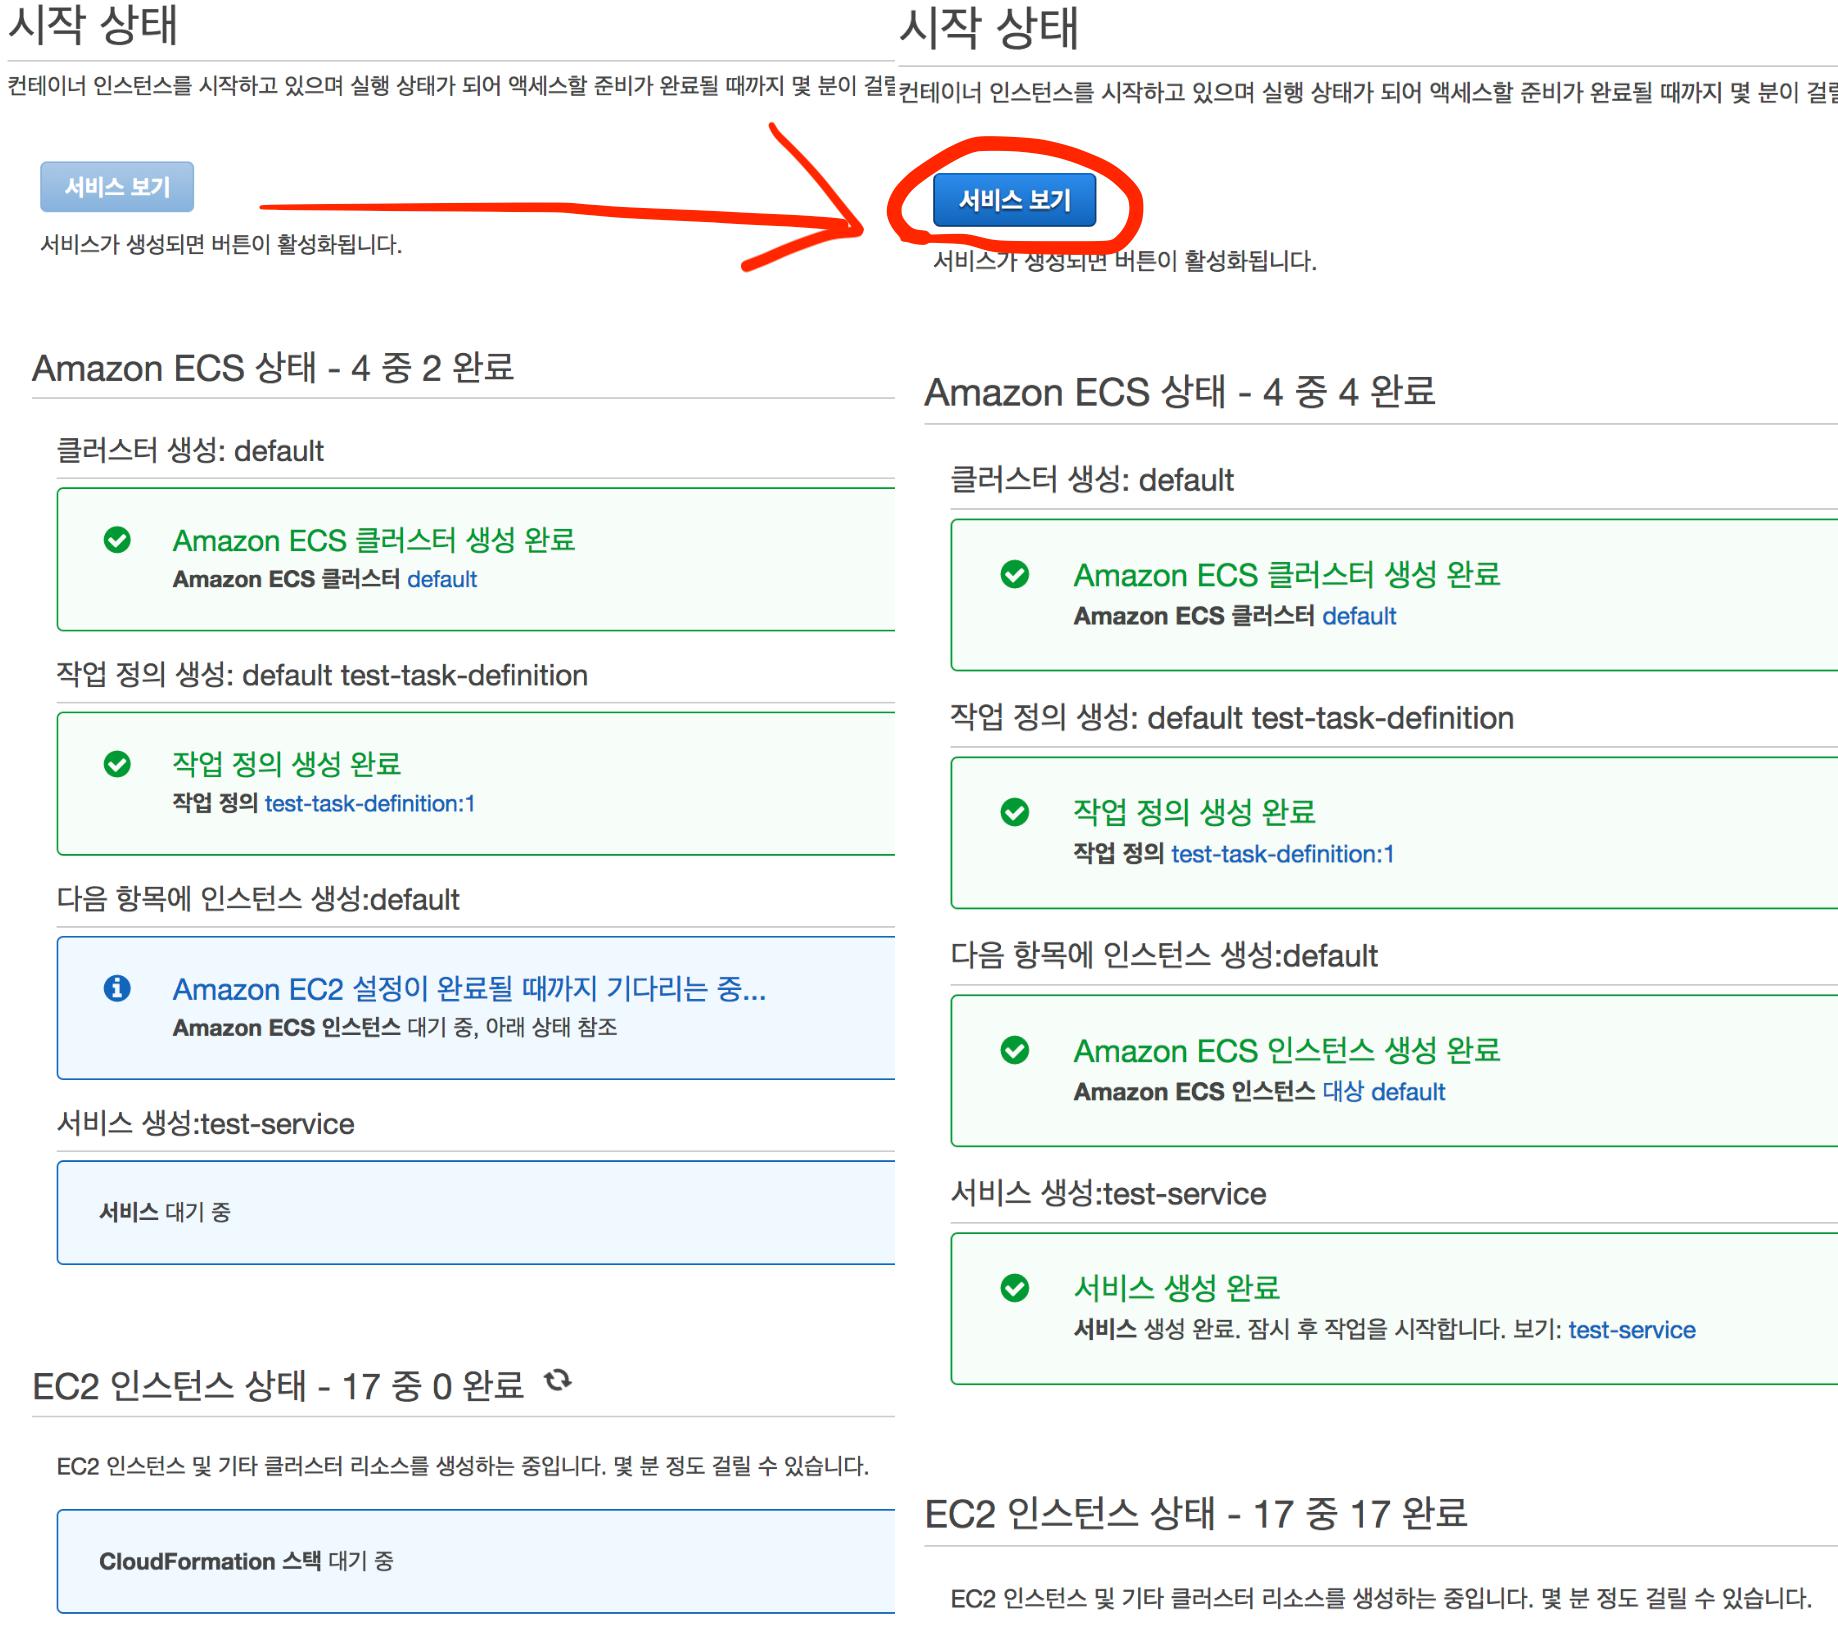 시작 상태
컨테이너 인스턴스를 시작하고 있으며 실행 상태가 되어 액세스할 준비가 완료될 때까지 몇 분이
서비스 보기
서비스가 생성되면 버튼이 활성화됩니다.
Amazon ECS 상태 - 4 중 2 완료
클러스터 생성: default
Amazon ECS 클러스터 생성 완료
Amazon ECS 클러스터 default
작업 정의 생성: default test-task-definition
작업 정의 생성 완료
작업 정의 test-task-definition:1
다음 항목에 인스턴스 생성:default
Amazon EC2 설정이 완료될 때까지 기다리는 중...
Amazon ECS 인스턴스 대기 중, 아래 상태 참조
서비스 생성:test-service
서비스 대기 중
EC2 인스턴스 상태 - 17 중 0 완료
EC2 인스턴스 및 기타 클러스터 리소스를 생성하는 중입니다. 몇 분 정도 걸릴 수 있습니다.
CloudFormation 스택 대기 중
시작 상태
컨테이너 인스턴스를 시작하고 있으며 실행 상태가 되어 액세스할 준비가 완료될 때까지 몇 분이
서비스 보기
서비스가 생성되면 버튼이 활성화됩니다.
Amazon ECS 상태 - 4 중 4 완료
클러스터 생성: default
Amazon ECS 클러스터 생성 완료
Amazon ECS 클러스터 default
작업 정의 생성: default test-task-definition
작업 정의 생성 완료
작업 정의 test-task-definition:1
다음 항목에 인스턴스 생성:default
Amazon ECS 인스턴스 생성 완료
Amazon ECS 인스턴스 대상 default
서비스 생성:test-service
서비스 생성 완료
서비스 생성 완료. 잠시 후 작업을 시작합니다. 보기: test-service
EC2 인스턴스 상태 - 17 중 17 완료
EC2 인스턴스 및 기타 클러스터 리소스를 생성하는 중입니다. 몇 분 정도 걸릴 수 있습니다.